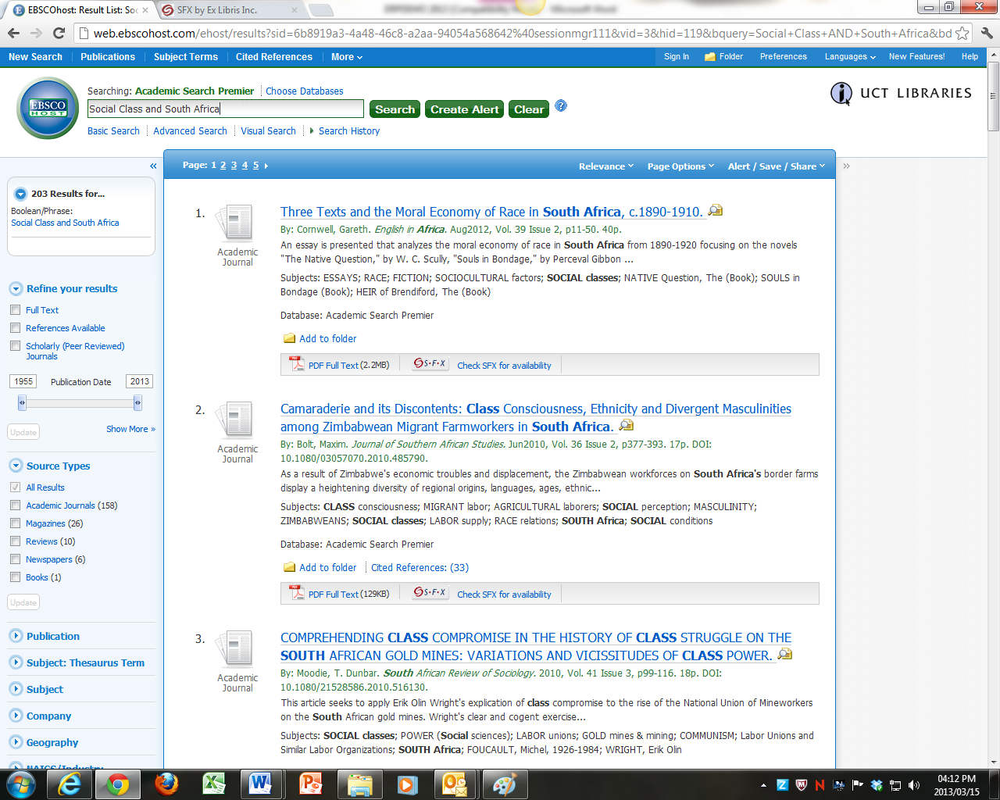 EBSCOhost: Result List: Soc
SFX by Ex Libris Inc.
web.ebscohost.com/ehost/results?sid=6b8919a3-4a48-46c8-a2aa-94054a568642%40sessionmgr111&vid=3&hid=119&bquery=Social+Class+AND+South+Africa&bd
New Search Publications Subject Terms Cited References More
Sign In Folder Preferences Languages New Features! Help
EBSCO
HOST
Searching: Academic Search Premier Choose Databases
Social Class and South Africa
Search Create Alert Clear ?
Basic Search Advanced Search Visual Search Search History
i UCT LIBRARIES
«
Page: 1 2 3 4 5
Relevance Page Options Alert / Save / Share
»
203 Results for...
Boolean/Phrase:
Social Class and South Africa
Refine your results
Full Text
References Available
Scholarly (Peer Reviewed)
Journals
1955 Publication Date 2013
Update
Show More »
Source Types
All Results
Academic Journals (158)
Magazines (26)
Reviews (10)
Newspapers (6)
Books (1)
Update
Publication
Subject: Thesaurus Term
Subject
Company
Geography
NAICS/Industry
1.
Academic
Journal
Three Texts and the Moral Economy of Race in South Africa, c.1890-1910.
By: Cornwell, Gareth. English in Africa. Aug2012, Vol. 39 Issue 2, p11-50. 40p.
An essay is presented that analyzes the moral economy of race in South Africa from 1890-1920 focusing on the novels
"The Native Question," by W. C. Scully, "Souls in Bondage," by Perceval Gibbon ...
Subjects: ESSAYS; RACE; FICTION; SOCIOCULTURAL factors; SOCIAL classes; NATIVE Question, The (Book); SOULS in
Bondage (Book); HEIR of Brendiford, The (Book)
Database: Academic Search Premier
Add to folder
PDF Full Text (2.2MB) S·F·X Check SFX for availability
2.
Academic
Journal
Camaraderie and its Discontents: Class Consciousness, Ethnicity and Divergent Masculinities
among Zimbabwean Migrant Farmworkers in South Africa.
By: Bolt, Maxim. Journal of Southern African Studies. Jun2010, Vol. 36 Issue 2, p377-393. 17p. DOI:
10.1080/03057070.2010.485790.
As a result of Zimbabwe's economic troubles and displacement, the Zimbabwean workforces on South Africa's border farms
display a heightening diversity of regional origins, languages, ages, ethnic...
Subjects: CLASS consciousness; MIGRANT labor; AGRICULTURAL laborers; SOCIAL perception; MASCULINITY;
ZIMBABWEANS; SOCIAL classes; LABOR supply; RACE relations; SOUTH Africa; SOCIAL conditions
Database: Academic Search Premier
Add to folder Cited References: (33)
PDF Full Text (129KB) S·F·X Check SFX for availability
3.
Academic
Journal
COMPREHENDING CLASS COMPROMISE IN THE HISTORY OF CLASS STRUGGLE ON THE
SOUTH AFRICAN GOLD MINES: VARIATIONS AND VICISSITUDES OF CLASS POWER.
By: Moodie, T. Dunbar. South African Review of Sociology. 2010, Vol. 41 Issue 3, p99-116. 18p. DOI:
10.1080/21528586.2010.516130.
This article seeks to apply Erik Olin Wright's explication of class compromise to the rise of the National Union of Mineworkers
on the South African gold mines. Wright's clear and cogent exercise...
Subjects: SOCIAL classes; POWER (Social sciences); LABOR unions; GOLD mines & mining; COMMUNISM; Labor Unions and
Similar Labor Organizations; SOUTH Africa; FOUCAULT, Michel, 1926-1984; WRIGHT, Erik Olin
04:12 PM
2013/03/15